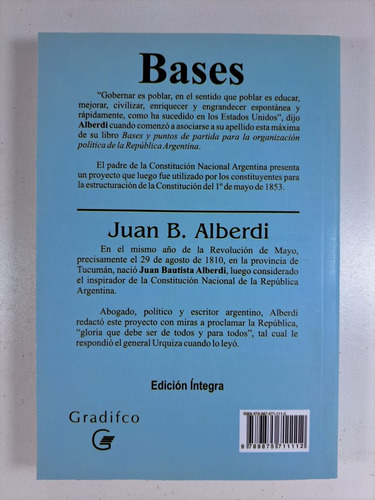 Bases
"Gobernar es poblar, en el sentido que poblar es educar,
mejorar, civilizar, enriquecer y engrandecer espontánea y
rápidamente, como ha sucedido en los Estados Unidos", dijo
Alberdi cuando comenzó a asociarse a su apellido esta máxima
de su libro Bases y puntos de partida para la organización
política de la República Argentina.
El padre de la Constitución Nacional Argentina presenta
un proyecto que luego fue utilizado por los constituyentes para
la estructuración de la Constitución del 1º de mayo de 1853.
Juan B. Alberdi
En el mismo año de la Revolución de Mayo,
precisamente el 29 de agosto de 1810, en la provincia de
Tucumán, nació Juan Bautista Alberdi, luego considerado
el inspirador de la Constitución Nacional de la República
Argentina.
Abogado, político y escritor argentino, Alberdi
redactó este proyecto con miras a proclamar la República,
"gloria que debe ser de todos y para todos", tal cual le
respondió el general Urquiza cuando lo leyó.
Edición Íntegra
Gradifco
9 789875 711112